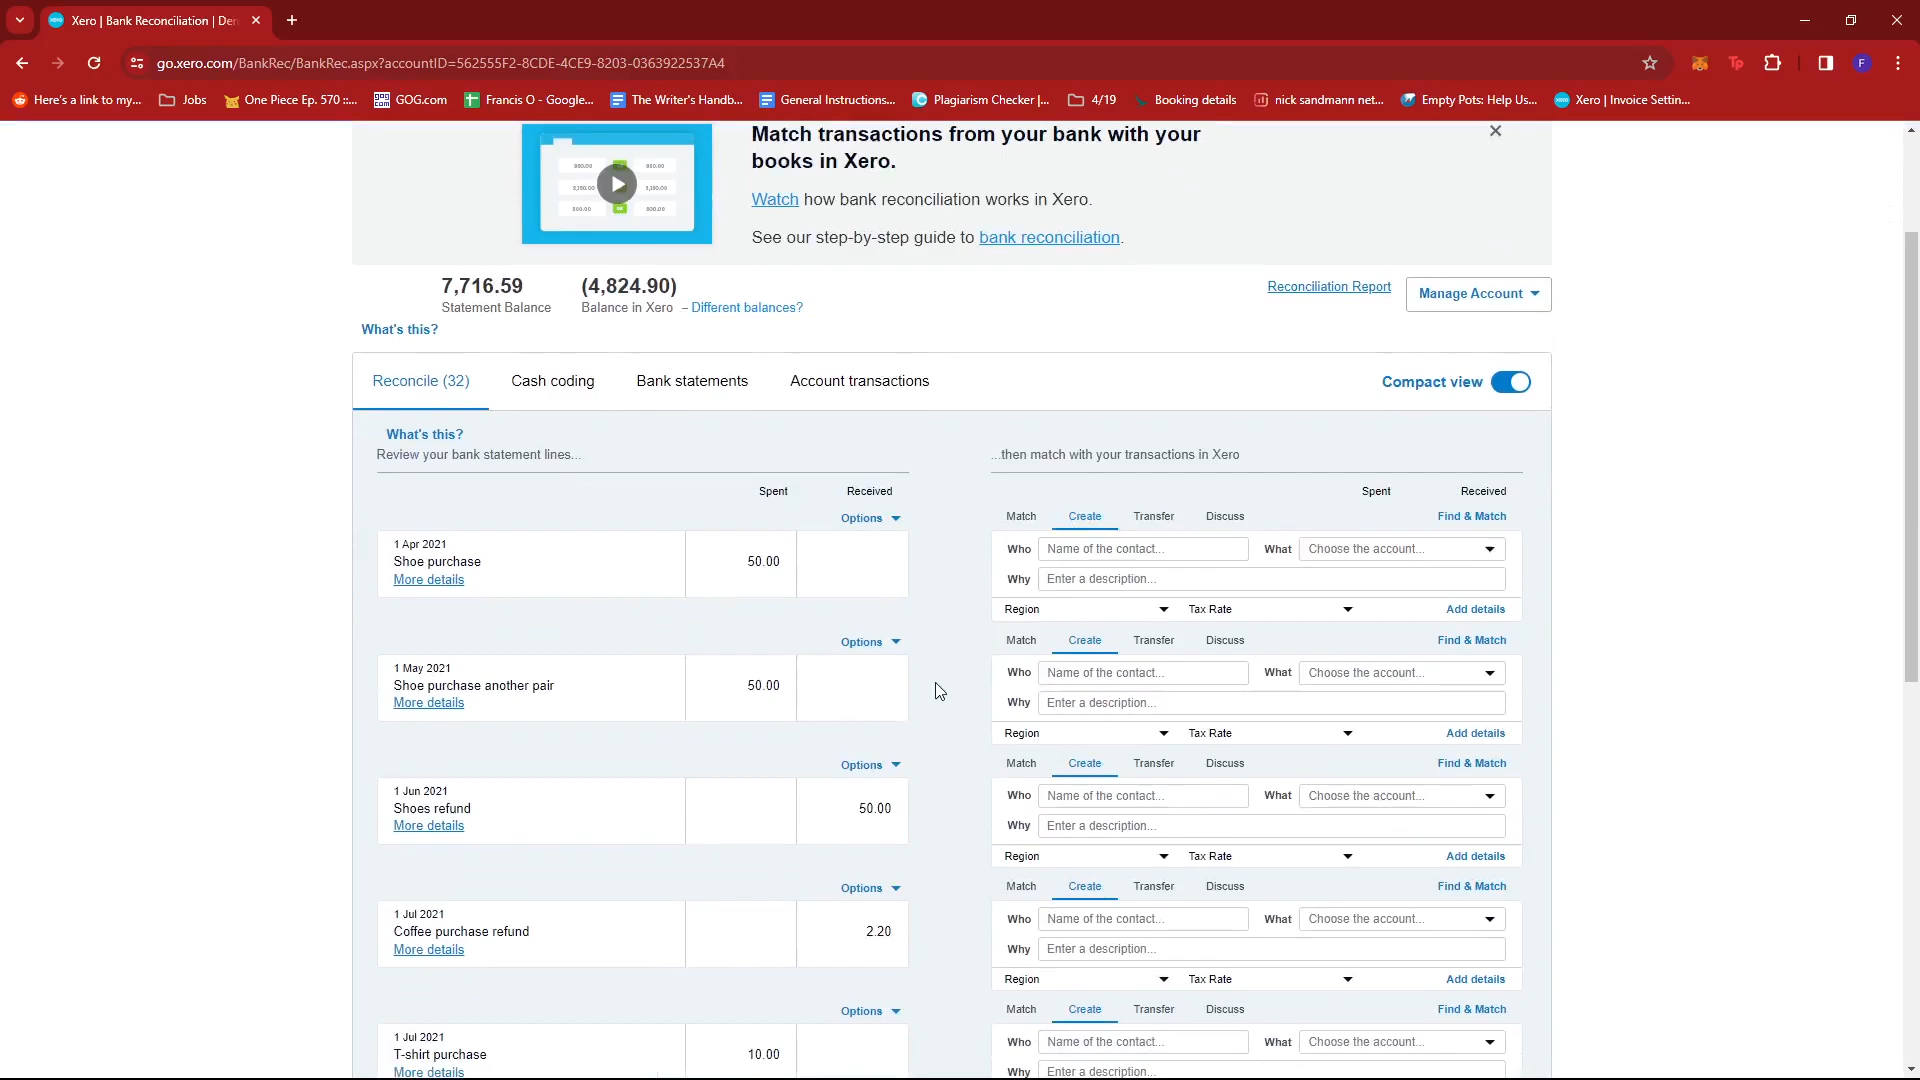 Xero | Bank Reconciliation | Den
go.xero.com/BankRec/BankRec.aspx?accountID=562555F2-8CDE-4CE9-8203-0363922537A4
Tp
F
Here's a link to my...
Jobs
One Piece Ep. 570 ::...
GOG.com
Francis O - Google...
The Writer's Handb...
General Instructions...
Plagiarism Checker |...
4/19
Booking details
nick sandmann net...
Empty Pots: Help Us...
Xero | Invoice Settin...
Match transactions from your bank with your
books in Xero.
Watch how bank reconciliation works in Xero.
See our step-by-step guide to bank reconciliation.
7,716.59
Statement Balance
(4,824.90)
Balance in Xero – Different balances?
What's this?
Reconciliation Report
Manage Account
Reconcile (32)
Cash coding
Bank statements
Account transactions
Compact view
What's this?
Review your bank statement lines...
...then match with your transactions in Xero
Spent Received
Spent Received
Options
Match Create Transfer Discuss Find & Match
1 Apr 2021
Shoe purchase 50.00
More details
Who Name of the contact... What Choose the account...
Why Enter a description...
Region Tax Rate Add details
Options
Match Create Transfer Discuss Find & Match
1 May 2021
Shoe purchase another pair 50.00
More details
Who Name of the contact... What Choose the account...
Why Enter a description...
Region Tax Rate Add details
Options
Match Create Transfer Discuss Find & Match
1 Jun 2021
Shoes refund 50.00
More details
Who Name of the contact... What Choose the account...
Why Enter a description...
Region Tax Rate Add details
Options
Match Create Transfer Discuss Find & Match
1 Jul 2021
Coffee purchase refund 2.20
More details
Who Name of the contact... What Choose the account...
Why Enter a description...
Region Tax Rate Add details
Options
Match Create Transfer Discuss Find & Match
1 Jul 2021
T-shirt purchase 10.00
More details
Who Name of the contact... What Choose the account...
Why Enter a description...